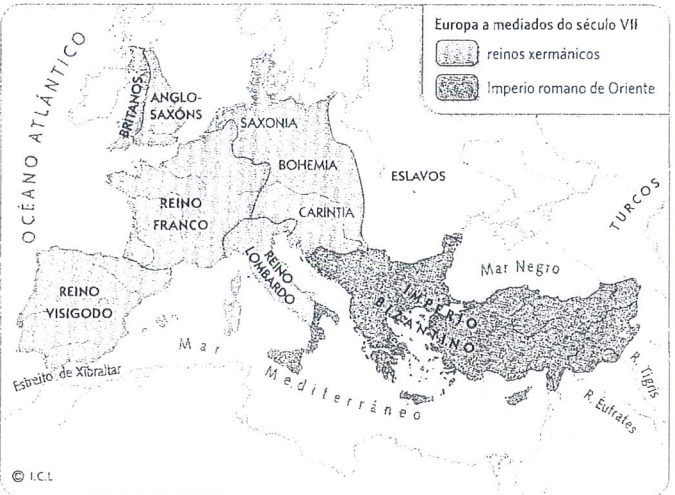 Europa a mediados do século VII
reinos xermánicos
Imperio romano de Oriente
OCÉANO ATLÁNTICO
BRITANOS
ANGLO-
SAXÓNS
SAXONIA
BOHEMIA
ESLAVOS
TURCOS
REINO
FRANCO
CARINTIA
REINO
LOMBARDO
Mar Negro
REINO
VISIGODO
IMPERIO
BIZANTINO
Mar
Mediterráneo
Estreito de Xibraltar
R. Tigris
R. Éufrates
© I.C.L.